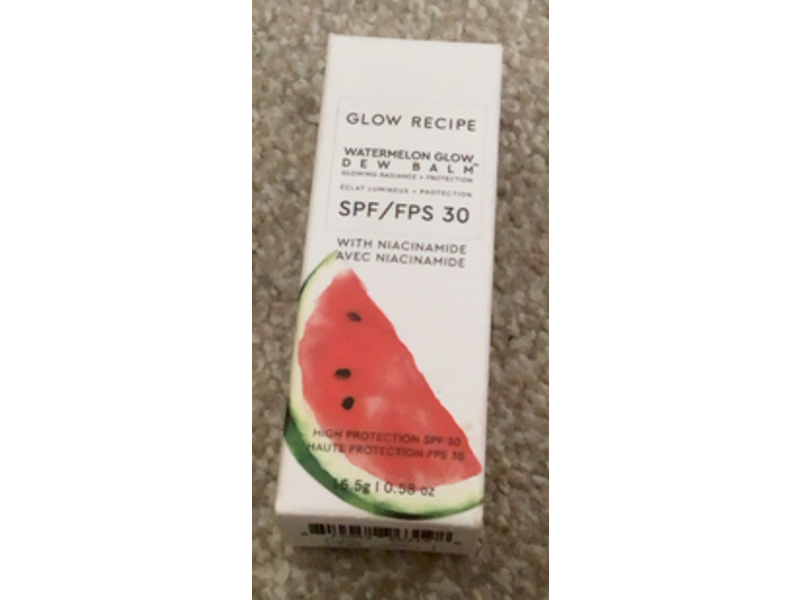 GLOW RECIPE
WATERMELON GLOW
DEW BALM™
GLOWING RADIANCE + PROTECTION
ÉCLAT LUMINEUX + PROTECTION
SPF/FPS 30
WITH NIACINAMIDE
AVEC NIACINAMIDE
HIGH PROTECTION SPF 30
HAUTE PROTECTION FPS 30
16.5g | 0.58 oz